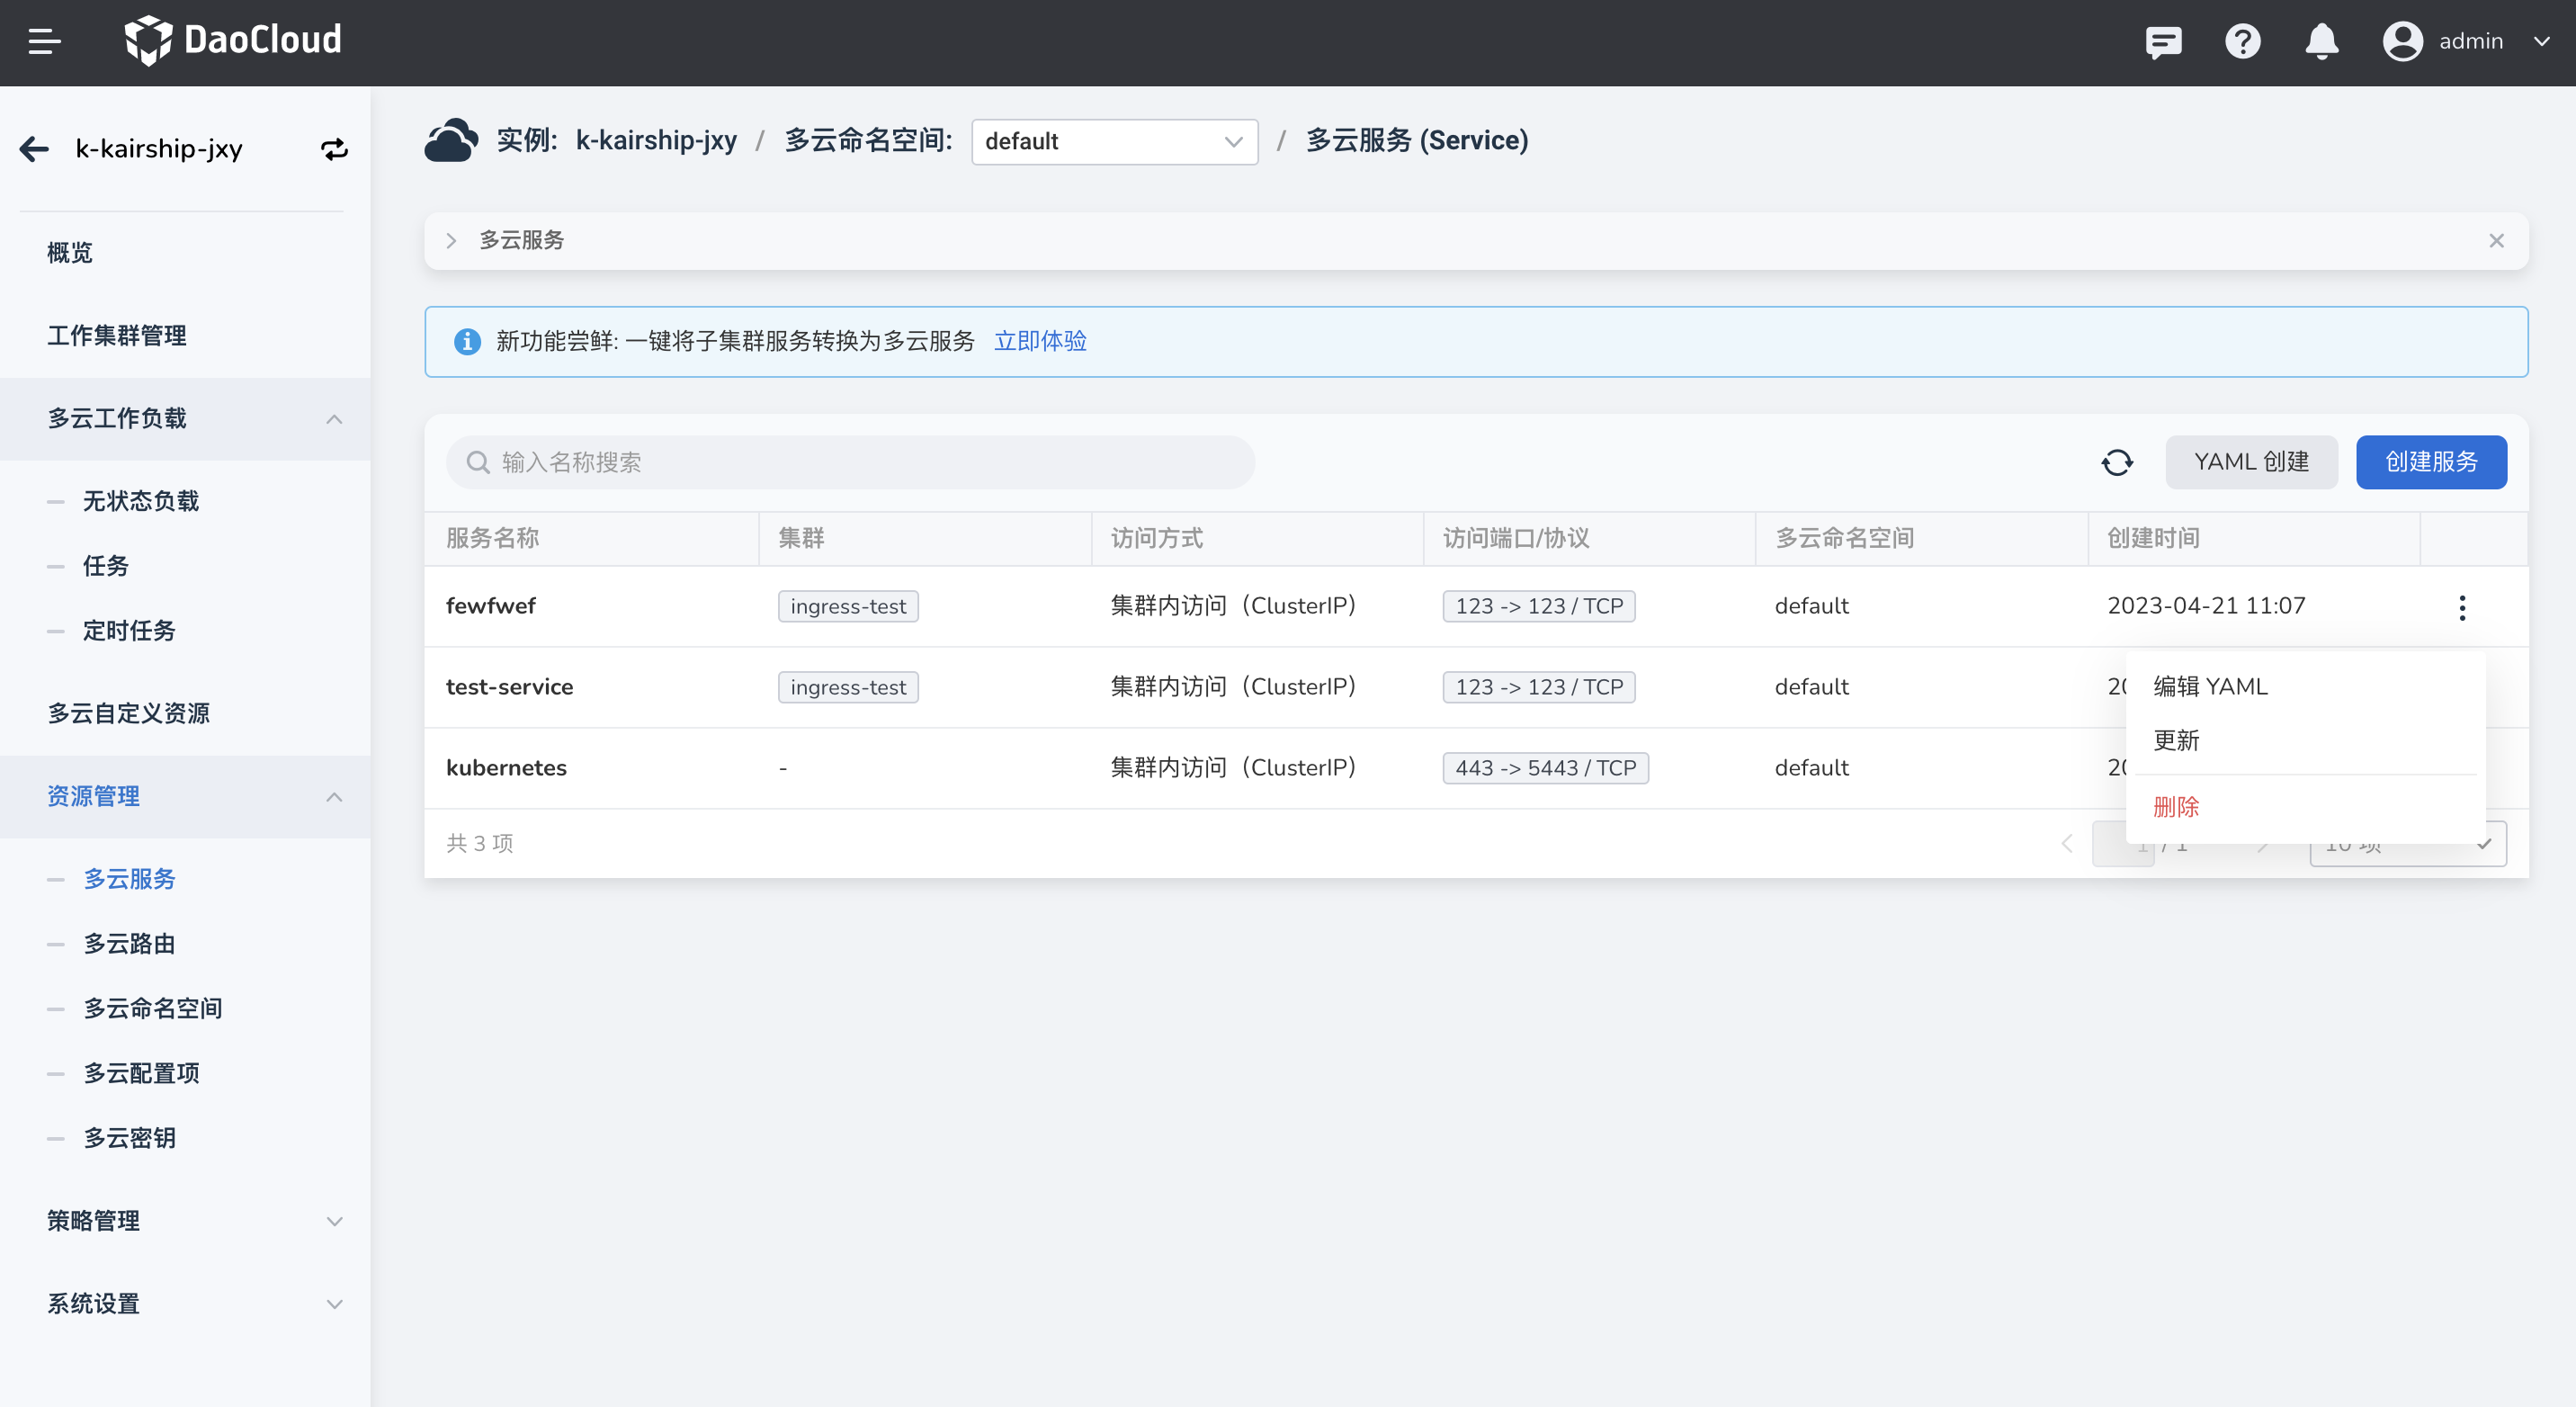 DaoCloud
admin
k-kairship-jxy
概览
工作集群管理
多云工作负载
无状态负载
任务
定时任务
多云自定义资源
资源管理
多云服务
多云路由
多云命名空间
多云配置项
多云密钥
策略管理
系统设置
实例: k-kairship-jxy / 多云命名空间: default / 多云服务 (Service)
多云服务
新功能尝鲜: 一键将子集群服务转换为多云服务 立即体验
输入名称搜索
YAML 创建
创建服务
服务名称 集群 访问方式 访问端口/协议 多云命名空间 创建时间
fewfwef ingress-test 集群内访问（ClusterIP） 123 -> 123 / TCP default 2023-04-21 11:07
test-service ingress-test 集群内访问（ClusterIP） 123 -> 123 / TCP default
kubernetes - 集群内访问（ClusterIP） 443 -> 5443 / TCP default
编辑 YAML
更新
删除
共 3 项
1 / 1
10 项